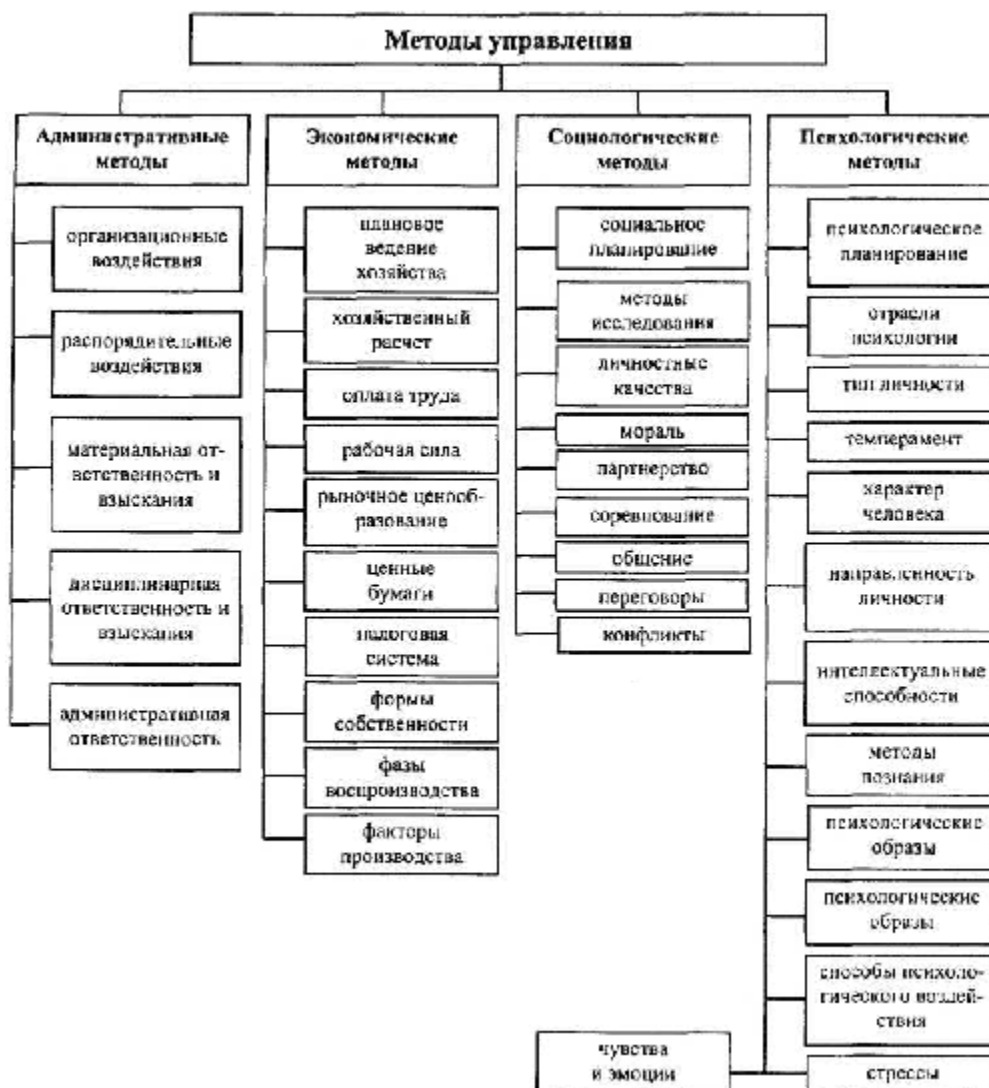 Методы управления
Административные
методы
организационные
воздействия
распорядительные
воздействия
материальная от-
ветственность и
взыскания
дисциплинарная
ответственность и
взыскания
административная
ответственность
Экономические
методы
плановое
ведение
хозяйства
хозяйственный
расчет
оплата труда
рабочая сила
рыночное ценооб-
разование
ценные
бумаги
налоговая
система
формы
собственности
фазы
воспроизводства
факторы
производства
Социологические
методы
социальное
планирование
методы
исследования
личностные
качества
мораль
партнерство
соревнование
общение
переговоры
конфликты
Психологические
методы
психологическое
планирование
отрасли
психологии
тип личности
темперамент
характер
человека
направленность
личности
интеллектуальные
способности
методы
познания
психологические
образы
психологические
образы
способы психоло-
гического воздей-
ствия
чувства
и эмоции
стрессы